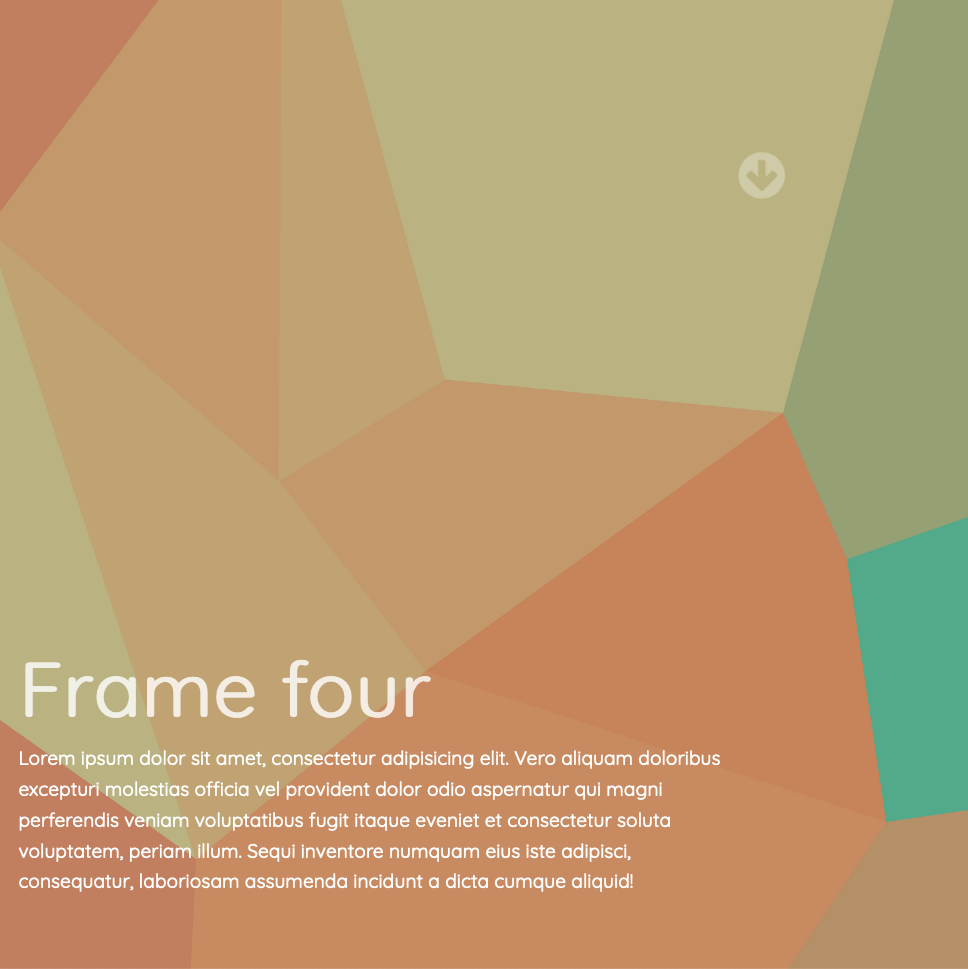 Frame four
Lorem ipsum dolor sit amet, consectetur adipisicing elit. Vero aliquam doloribus
excepturi molestias officia vel provident dolor odio aspernatur qui magni
perferendis veniam voluptatibus fugit itaque eveniet et consectetur soluta
voluptatem, periam illum. Sequi inventore numquam eius iste adipisci,
consequatur, laboriosam assumenda incidunt a dicta cumque aliquid!